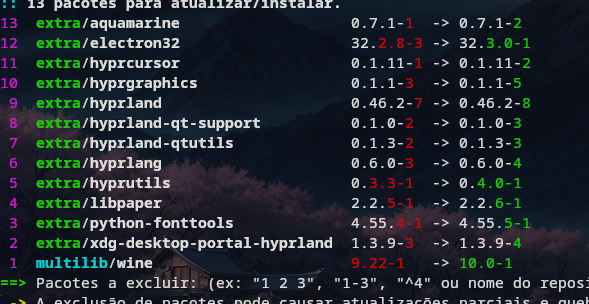 :: 13 pacotes para atualizar/instalar.
13 extra/aquamarine 0.7.1-1 -> 0.7.1-2
12 extra/electron32 32.2.8-3 -> 32.3.0-1
11 extra/hyprcursor 0.1.11-1 -> 0.1.11-2
10 extra/hyprgraphics 0.1.1-3 -> 0.1.1-5
9 extra/hyprland 0.46.2-7 -> 0.46.2-8
8 extra/hyprland-qt-support 0.1.0-2 -> 0.1.0-3
7 extra/hyprland-qtutils 0.1.3-2 -> 0.1.3-3
6 extra/hyprlang 0.6.0-3 -> 0.6.0-4
5 extra/hyprutils 0.3.3-1 -> 0.4.0-1
4 extra/libpaper 2.2.5-1 -> 2.2.6-1
3 extra/python-fonttools 4.55.4-1 -> 4.55.5-1
2 extra/xdg-desktop-portal-hyprland 1.3.9-3 -> 1.3.9-4
1 multilib/wine 9.22-1 -> 10.0-1
==> Pacotes a excluir: (ex: "1 2 3", "1-3", "^4" ou nome do reposi
-> A exclusão de pacotes pode causar atualizações parciais e queb